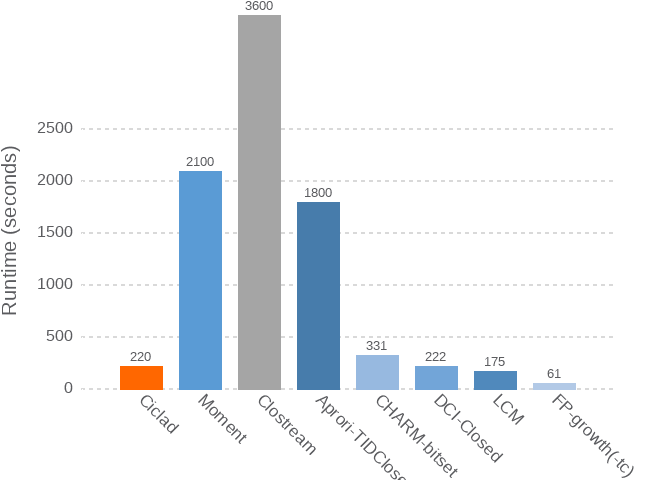 3600
2500
2100
2000
1800
1500
1000
500
331
220
222
175
61
0
Runtime (seconds)
Ciclad
Moment
Clostream
Aprori-TIDClose
CHARM-bitset
DCI-Closed
LCM
FP-growth(-tc)